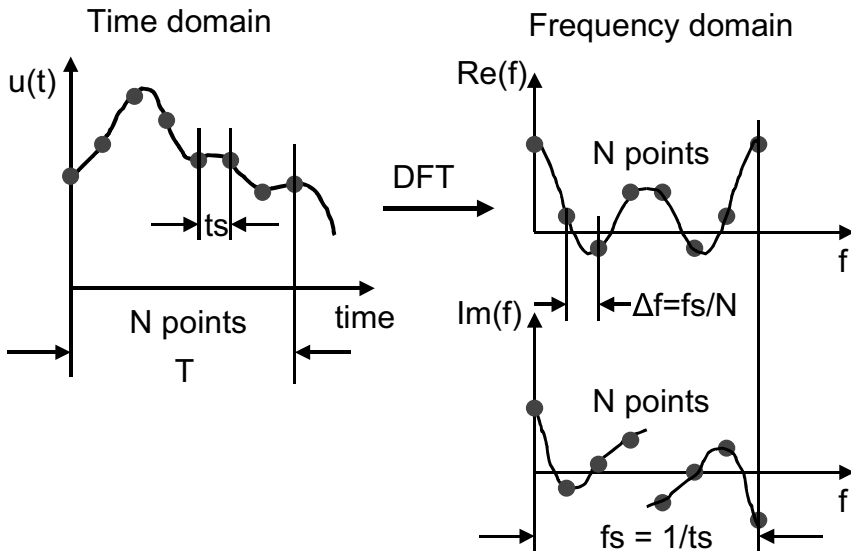 Time domain
u(t)
ts
time
N points
T
DFT
Frequency domain
Re(f)
N points
f
Δf=fs/N
Im(f)
N points
f
fs = 1/ts